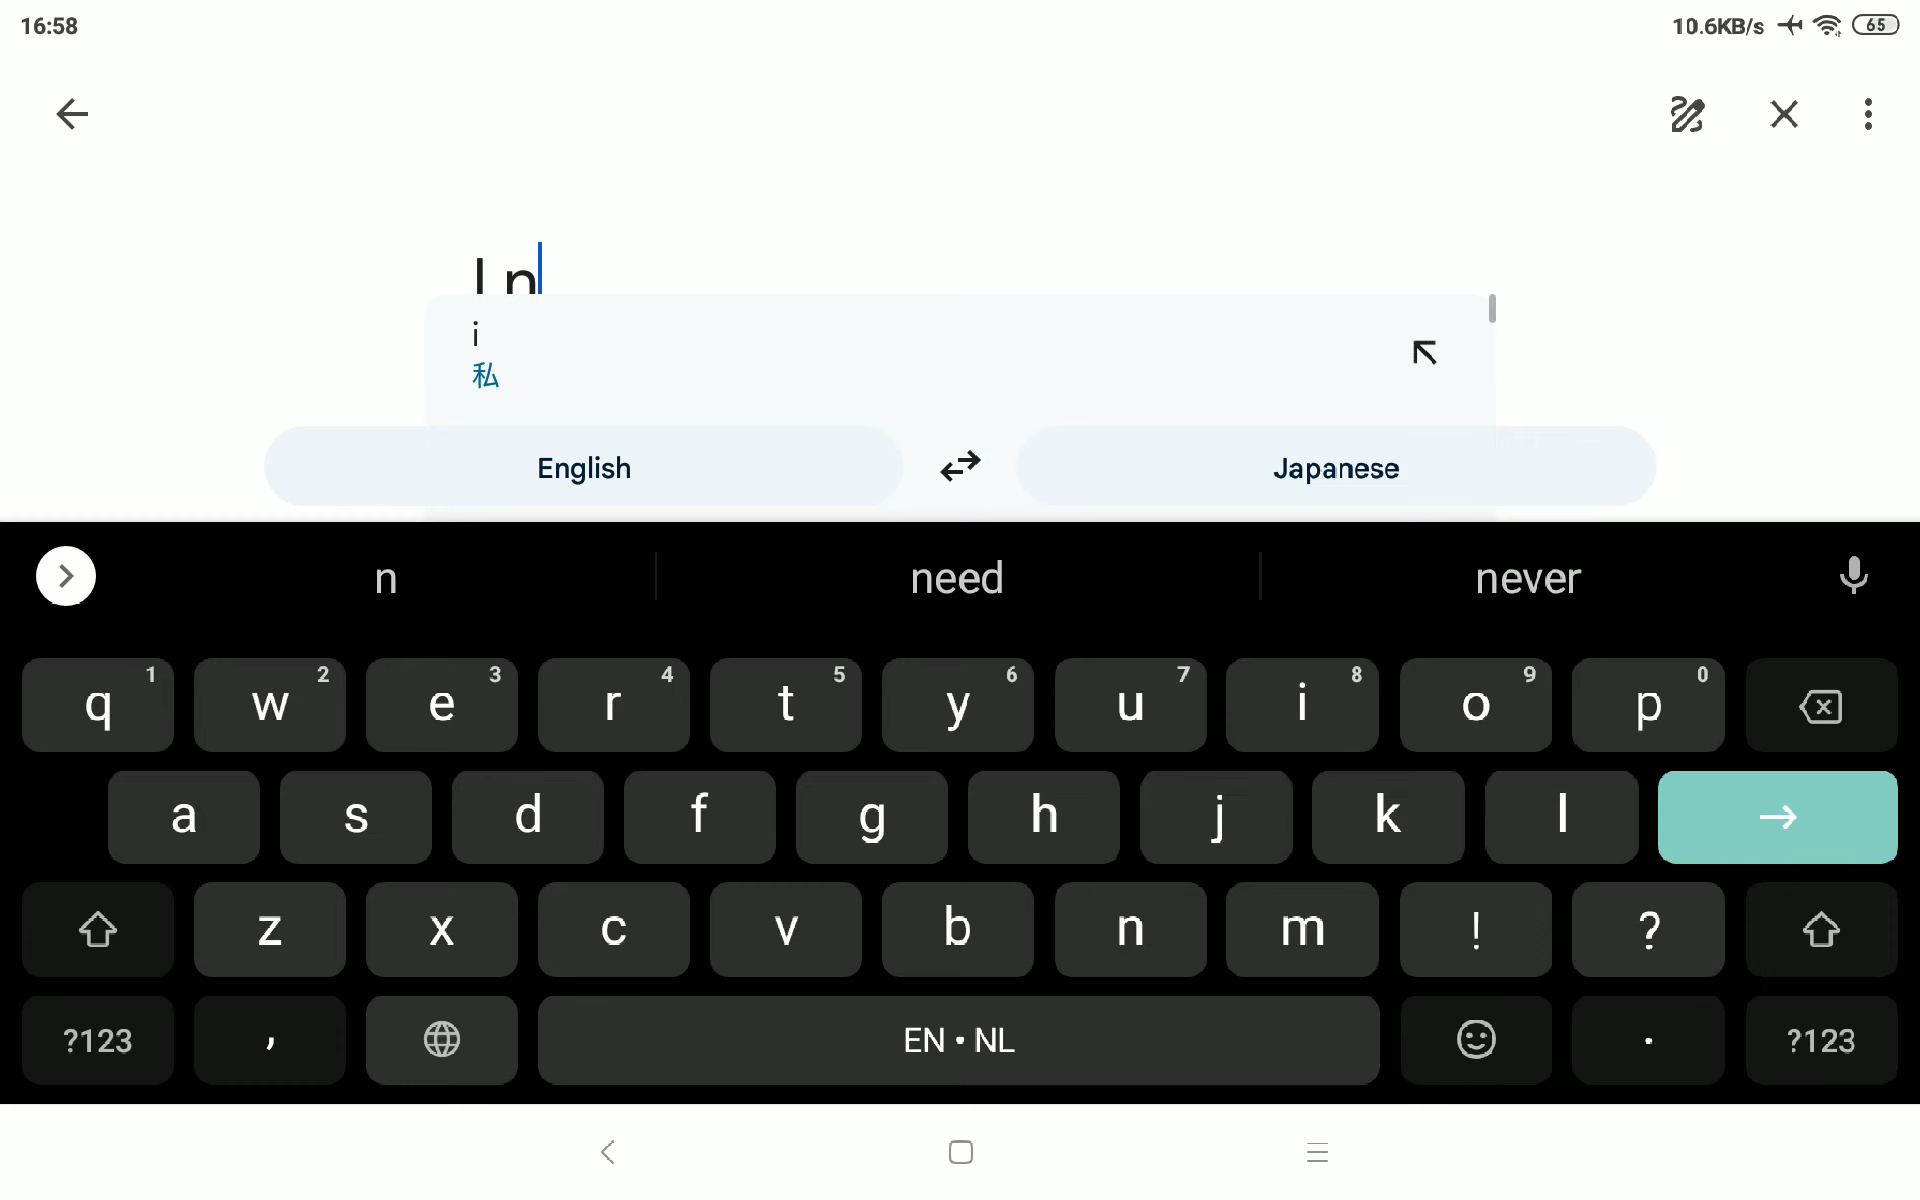 16:58
10.6KB/s
65
I n
i
私
English
Japanese
n
need
never
q 1 w 2 e 3 r 4 t 5 y 6 u 7 i 8 o 9 p 0
a s d f g h j k l
z x c v b n m ! ?
?123 , EN • NL . ?123